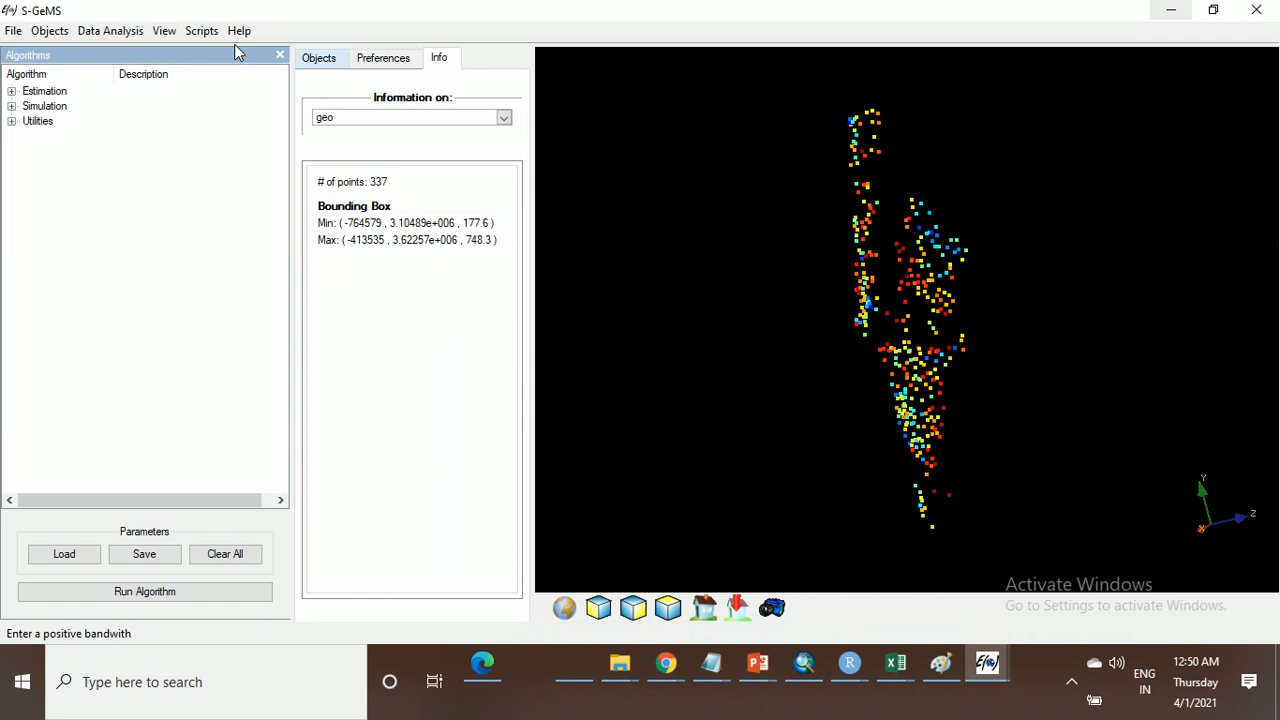 S-GeMS
File Objects Data Analysis View Scripts Help
Algorithms
Algorithm Description
Estimation
Simulation
Utilities
Objects Preferences Info
Information on:
geo
# of points: 337
Bounding Box
Min: ( -764579 , 3.10489e+006 , 177.6 )
Max: ( -413535 , 3.62257e+006 , 748.3 )
Y
Z
X
Parameters
Load Save Clear All
Run Algorithm
Activate Windows
Go to Settings to activate Windows.
Enter a positive bandwith
Type here to search
ENG
IN
12:50 AM
Thursday
4/1/2021